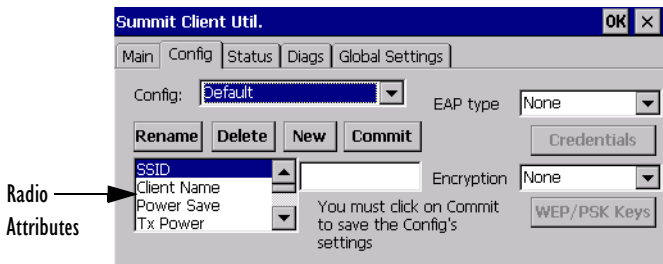 Summit Client Util.
OK ×
Main Config Status Diags Global Settings
Config: Default
EAP type None
Rename Delete New Commit
Credentials
SSID
Client Name
Power Save
Tx Power
Encryption None
You must click on Commit
to save the Config's
settings
WEP/PSK Keys
Radio
Attributes